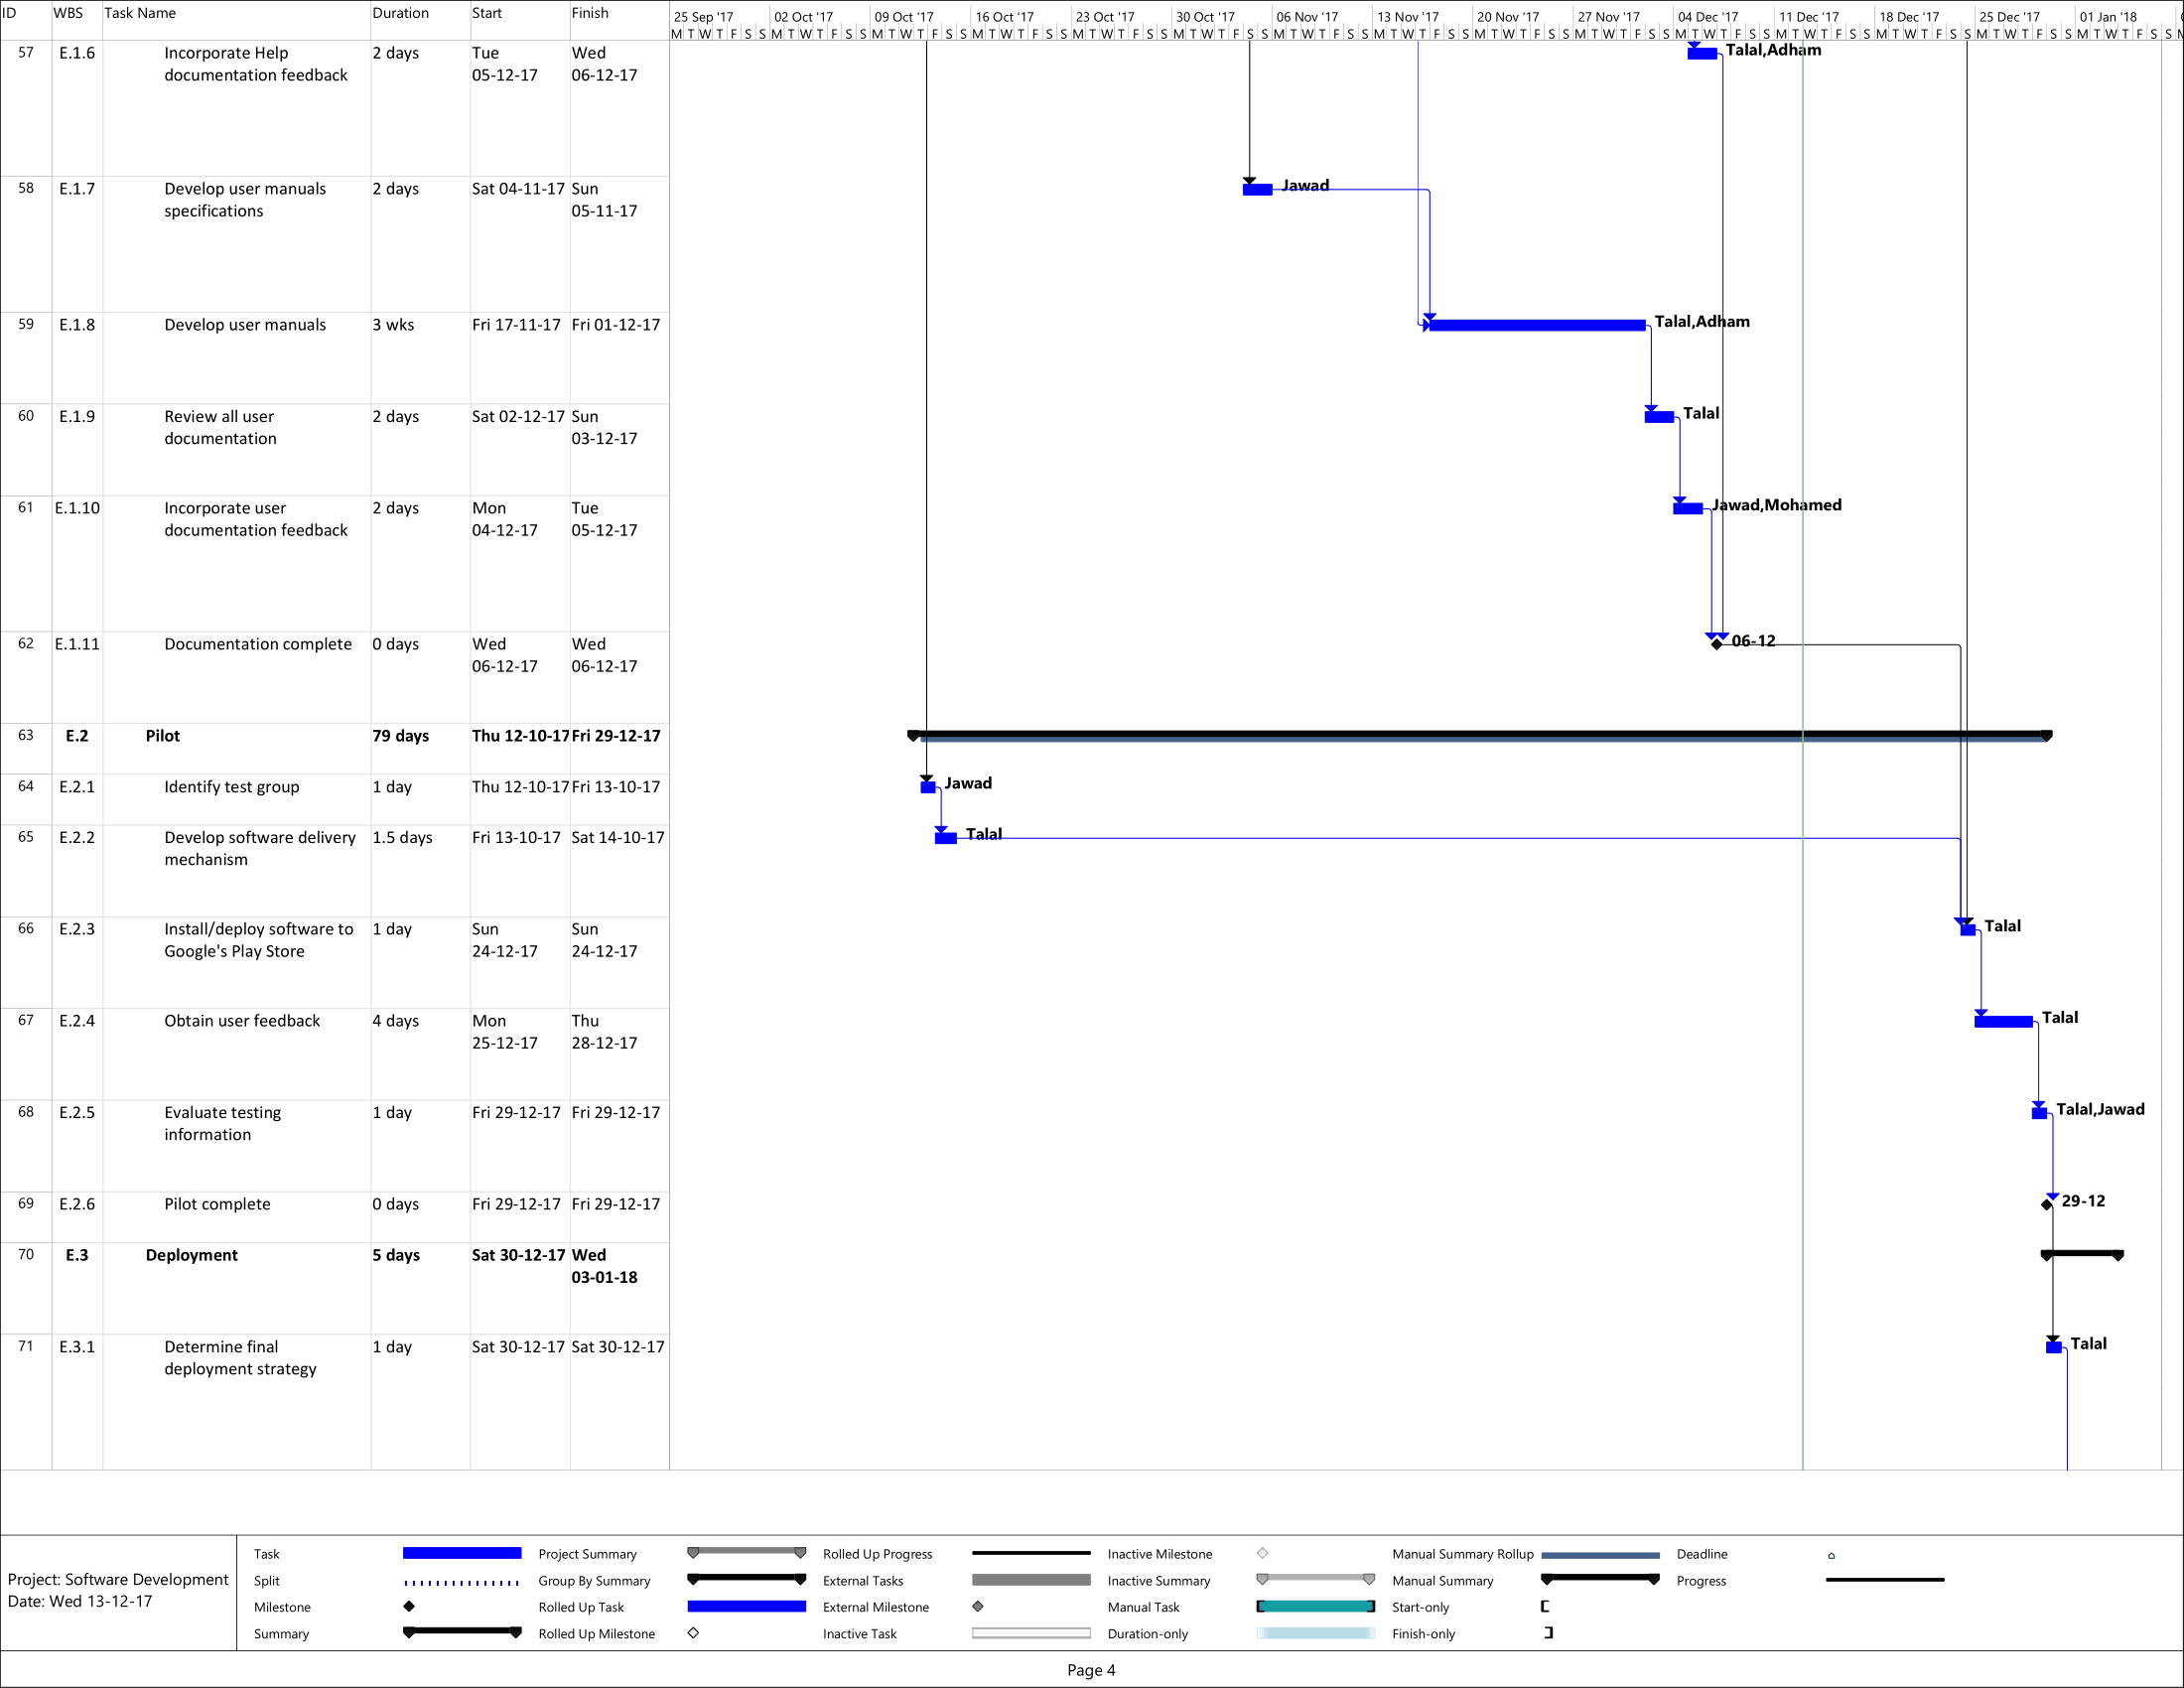 ID WBS Task Name Duration Start Finish
25 Sep '17 02 Oct '17 09 Oct '17 16 Oct '17 23 Oct '17 30 Oct '17 06 Nov '17 13 Nov '17 20 Nov '17 27 Nov '17 04 Dec '17 11 Dec '17 18 Dec '17 25 Dec '17 01 Jan '18
M T W T F S S M T W T F S S M T W T F S S M T W T F S S M T W T F S S M T W T F S S M T W T F S S M T W T F S S M T W T F S S M T W T F S S M T W T F S S M T W T F S S M T W T F S S M T W T F S S M T W T F S S
57 E.1.6 Incorporate Help 2 days Tue Wed Talal,Adham
documentation feedback 05-12-17 06-12-17
58 E.1.7 Develop user manuals 2 days Sat 04-11-17 Sun Jawad
specifications 05-11-17
59 E.1.8 Develop user manuals 3 wks Fri 17-11-17 Fri 01-12-17 Talal,Adham
60 E.1.9 Review all user 2 days Sat 02-12-17 Sun Talal
documentation 03-12-17
61 E.1.10 Incorporate user 2 days Mon Tue Jawad,Mohamed
documentation feedback 04-12-17 05-12-17
62 E.1.11 Documentation complete 0 days Wed Wed 06-12
06-12-17 06-12-17
63 E.2 Pilot 79 days Thu 12-10-17 Fri 29-12-17
64 E.2.1 Identify test group 1 day Thu 12-10-17 Fri 13-10-17 Jawad
65 E.2.2 Develop software delivery 1.5 days Fri 13-10-17 Sat 14-10-17 Talal
mechanism
66 E.2.3 Install/deploy software to 1 day Sun Sun Talal
Google's Play Store 24-12-17 24-12-17
67 E.2.4 Obtain user feedback 4 days Mon Thu Talal
25-12-17 28-12-17
68 E.2.5 Evaluate testing 1 day Fri 29-12-17 Fri 29-12-17 Talal,Jawad
information
69 E.2.6 Pilot complete 0 days Fri 29-12-17 Fri 29-12-17 29-12
70 E.3 Deployment 5 days Sat 30-12-17 Wed
03-01-18
71 E.3.1 Determine final 1 day Sat 30-12-17 Sat 30-12-17 Talal
deployment strategy
Project: Software Development
Date: Wed 13-12-17
Task Project Summary Rolled Up Progress Inactive Milestone Manual Summary Rollup Deadline
Split Group By Summary External Tasks Inactive Summary Manual Summary Progress
Milestone Rolled Up Task External Milestone Manual Task Start-only
Summary Rolled Up Milestone Inactive Task Duration-only Finish-only
Page 4